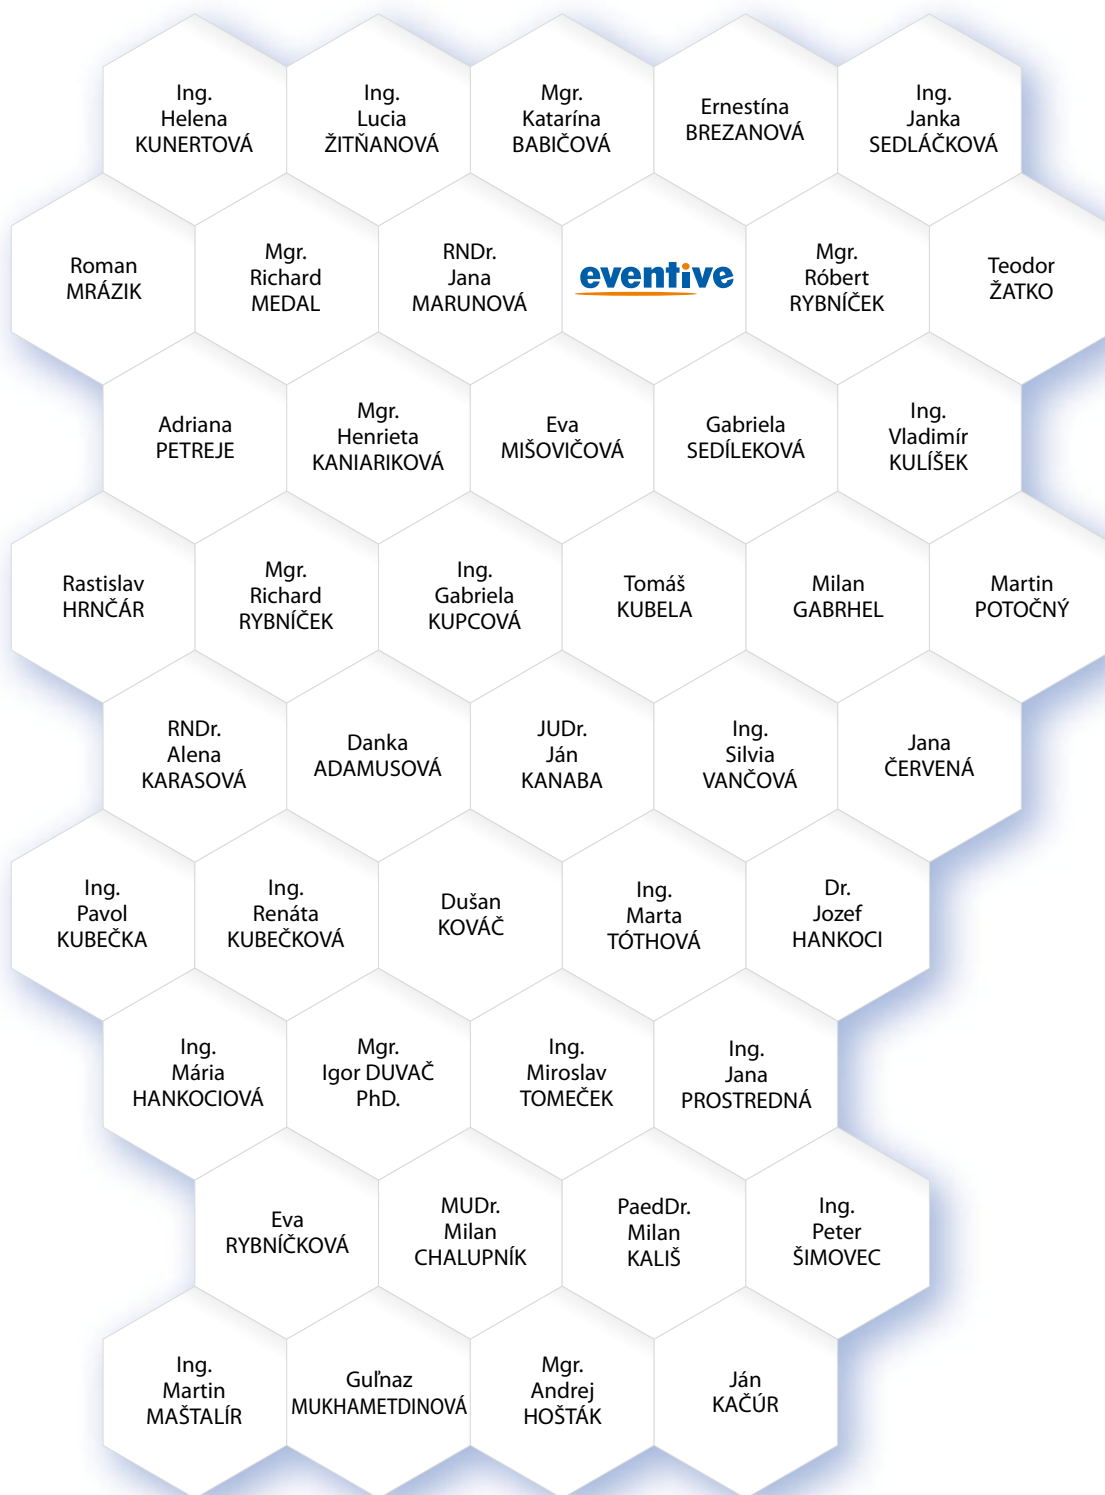 Ing.
Helena
KUNERTOVÁ
Ing.
Lucia
ŽITŇANOVÁ
Mgr.
Katarína
BABIČOVÁ
Ernestína
BREZANOVÁ
Ing.
Janka
SEDLÁČKOVÁ
Roman
MRÁZIK
Mgr.
Richard
MEDAL
RNDr.
Jana
MARUNOVÁ
eventive
Mgr.
Róbert
RYBNÍČEK
Teodor
ŽATKO
Adriana
PETREJE
Mgr.
Henrieta
KANIARIKOVÁ
Eva
MIŠOVIČOVÁ
Gabriela
SEDÍLEKOVÁ
Ing.
Vladimír
KULÍŠEK
Rastislav
HRNČÁR
Mgr.
Richard
RYBNÍČEK
Ing.
Gabriela
KUPCOVÁ
Tomáš
KUBELA
Milan
GABRHEL
Martin
POTOČNÝ
RNDr.
Alena
KARASOVÁ
Danka
ADAMUSOVÁ
JUDr.
Ján
KANABA
Ing.
Silvia
VANČOVÁ
Jana
ČERVENÁ
Ing.
Pavol
KUBEČKA
Ing.
Renáta
KUBEČKOVÁ
Dušan
KOVÁČ
Ing.
Marta
TÓTHOVÁ
Dr.
Jozef
HANKOCI
Ing.
Mária
HANKOCIOVÁ
Mgr.
Igor DUVAČ
PhD.
Ing.
Miroslav
TOMEČEK
Ing.
Jana
PROSTREDNÁ
Eva
RYBNÍČKOVÁ
MUDr.
Milan
CHALUPNÍK
PaedDr.
Milan
KALIŠ
Ing.
Peter
ŠIMOVEC
Ing.
Martin
MAŠTALÍR
Guľnaz
MUKHAMETDINOVÁ
Mgr.
Andrej
HOŠTÁK
Ján
KAČÚR